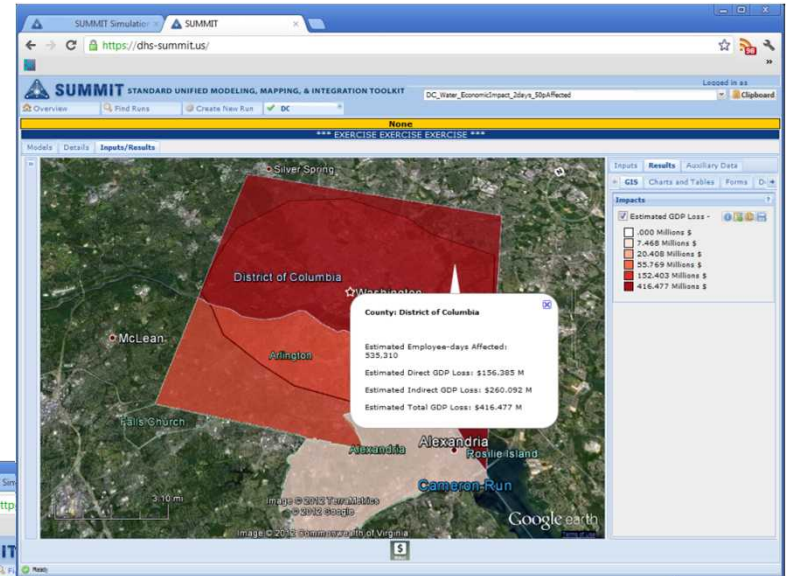 SUMMIT Simulation
SUMMIT
https://dhs-summit.us/
98
Logged in as
SUMMIT STANDARD UNIFIED MODELING, MAPPING, & INTEGRATION TOOLKIT
DC_Water_EconomicImpact_2days_50pAffected
Clipboard
Overview
Find Runs
Create New Run
DC
None
*** EXERCISE EXERCISE EXERCISE ***
Models
Details
Inputs/Results
Inputs
Results
Auxiliary Data
GIS
Charts and Tables
Forms
Impacts
Estimated GDP Loss -
.000 Millions $
7.468 Millions $
20.408 Millions $
55.769 Millions $
152.403 Millions $
416.477 Millions $
Silver Spring
District of Columbia
Washington
McLean
Arlington
Falls Church
Alexandria
Alexandria
Rosilie Island
Cameron Run
County: District of Columbia
Estimated Employee-days Affected:
535,310
Estimated Direct GDP Loss: $156.385 M
Estimated Indirect GDP Loss: $260.092 M
Estimated Total GDP Loss: $416.477 M
3.10 mi
Image © 2012 TerraMetrics
© 2012 Google
Image © 2012 Commonwealth of Virginia
Google earth
$
Ready
Sim
ttp
IT